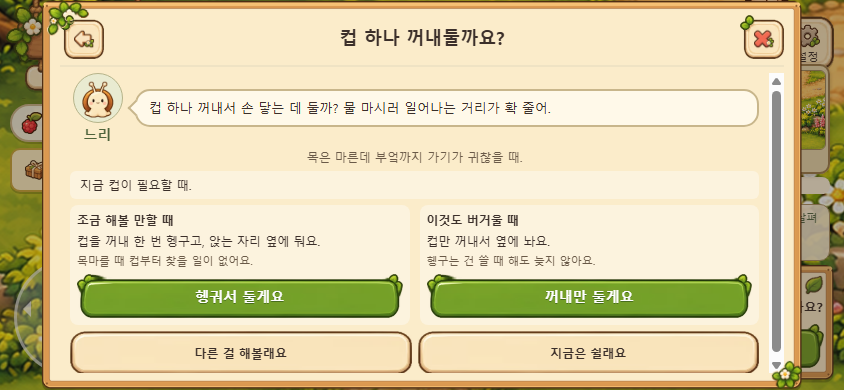 컵 하나 꺼내둘까요?
설정
컵 하나 꺼내서 손 닿는 데 둘까? 물 마시러 일어나는 거리가 확 줄어.
느리
목은 마른데 부엌까지 가기가 귀찮을 때.
지금 컵이 필요할 때.
조금 해볼 만할 때
컵을 꺼내 한 번 헹구고, 앉는 자리 옆에 둬요.
목마를 때 컵부터 찾을 일이 없어요.
헹궈서 둘게요
이것도 버거울 때
컵만 꺼내서 옆에 놔요.
헹구는 건 쓸 때 해도 늦지 않아요.
꺼내만 둘게요
다른 걸 해볼래요
지금은 쉴래요